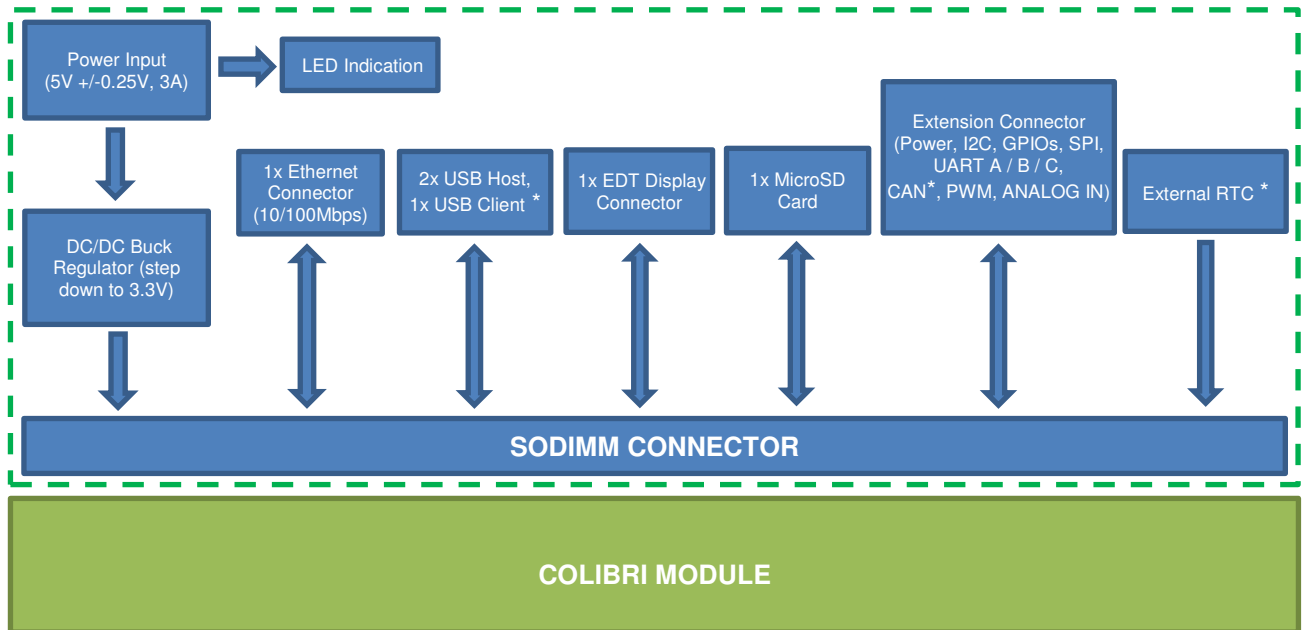 Power Input
(5V +/-0.25V, 3A)
LED Indication
DC/DC Buck
Regulator (step
down to 3.3V)
1x Ethernet
Connector
(10/100Mbps)
2x USB Host,
1x USB Client *
1x EDT Display
Connector
1x MicroSD
Card
Extension Connector
(Power, I2C, GPIOs, SPI,
UART A / B / C,
CAN*, PWM, ANALOG IN)
External RTC *
SODIMM CONNECTOR
COLIBRI MODULE